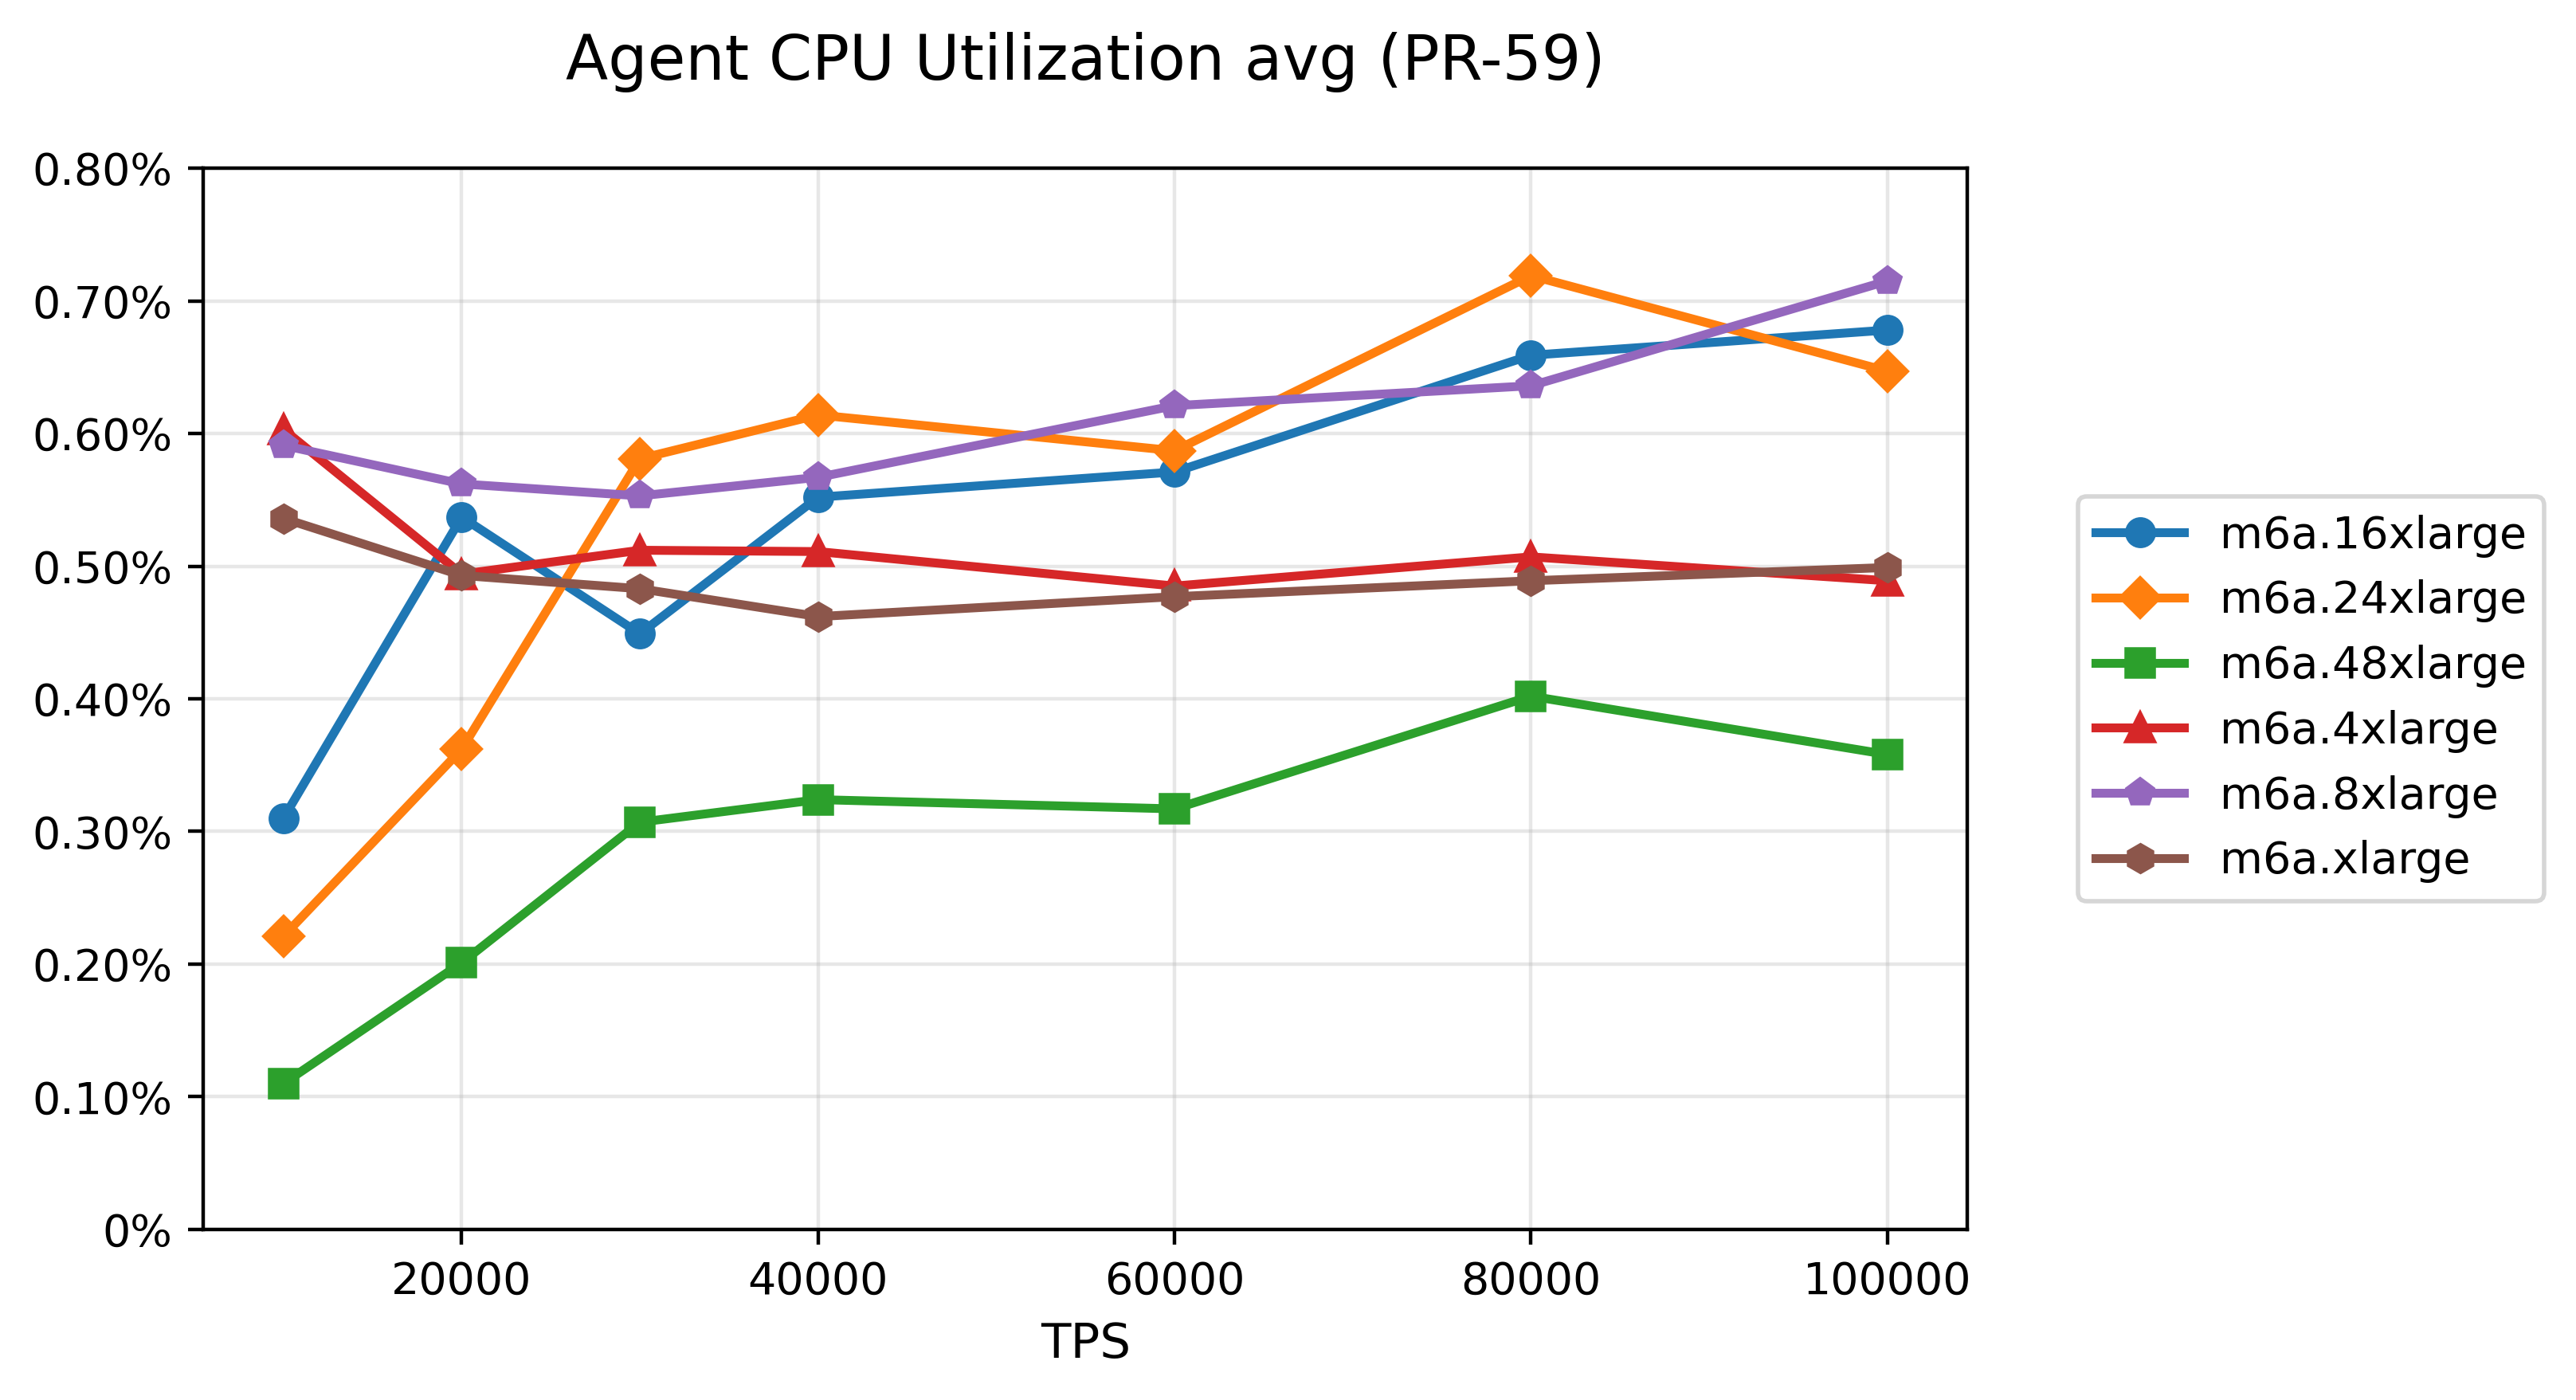 Agent CPU Utilization avg (PR-59)
0.80%
0.70%
0.60%
0.50%
0.40%
0.30%
0.20%
0.10%
0%
20000 40000 60000 80000 100000
TPS
m6a.16xlarge
m6a.24xlarge
m6a.48xlarge
m6a.4xlarge
m6a.8xlarge
m6a.xlarge